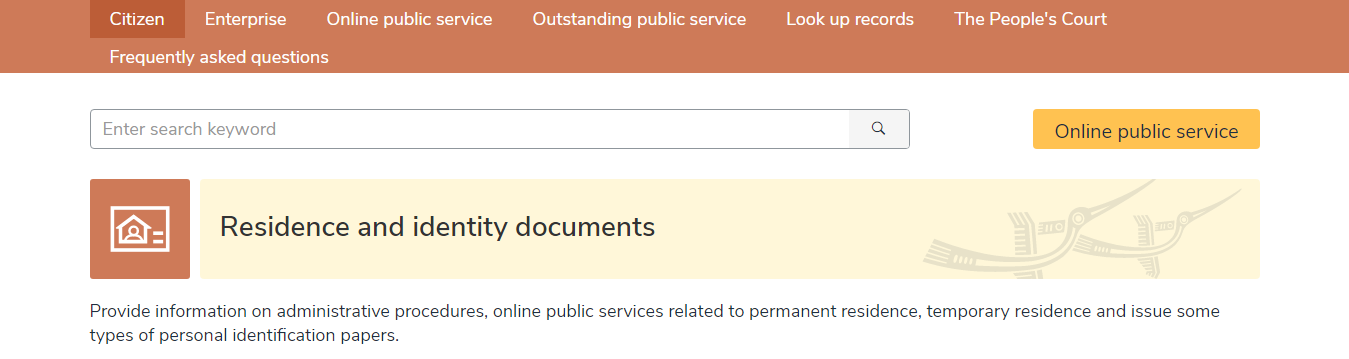 Citizen Enterprise Online public service Outstanding public service Look up records The People's Court
Frequently asked questions
Enter search keyword
Online public service
Residence and identity documents
Provide information on administrative procedures, online public services related to permanent residence, temporary residence and issue some
types of personal identification papers.